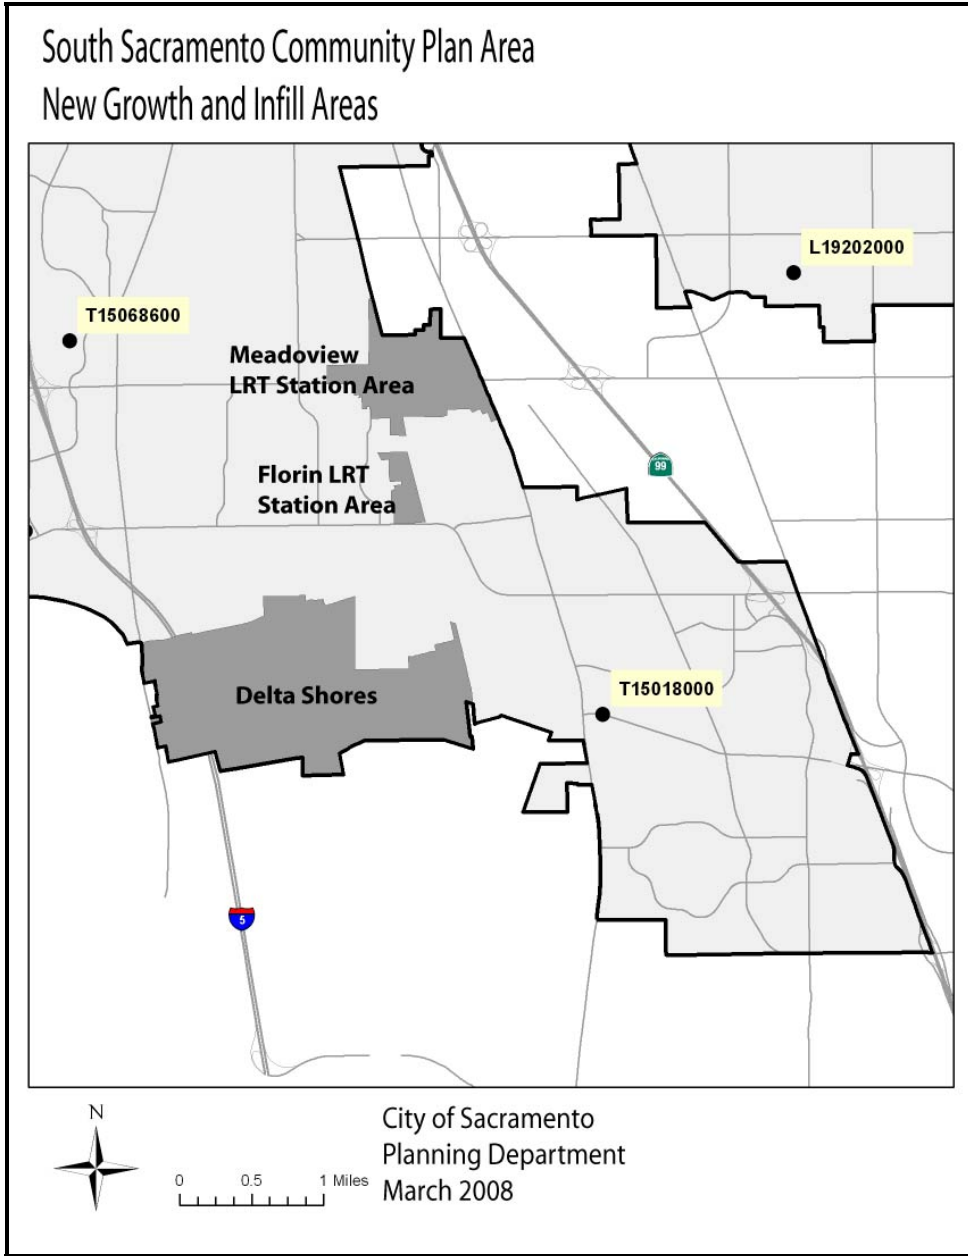 South Sacramento Community Plan Area
New Growth and Infill Areas
L19202000
T15068600
Meadoview
LRT Station Area
99
Florin LRT
Station Area
T15018000
Delta Shores
5
N
0 0.5 1 Miles
City of Sacramento
Planning Department
March 2008